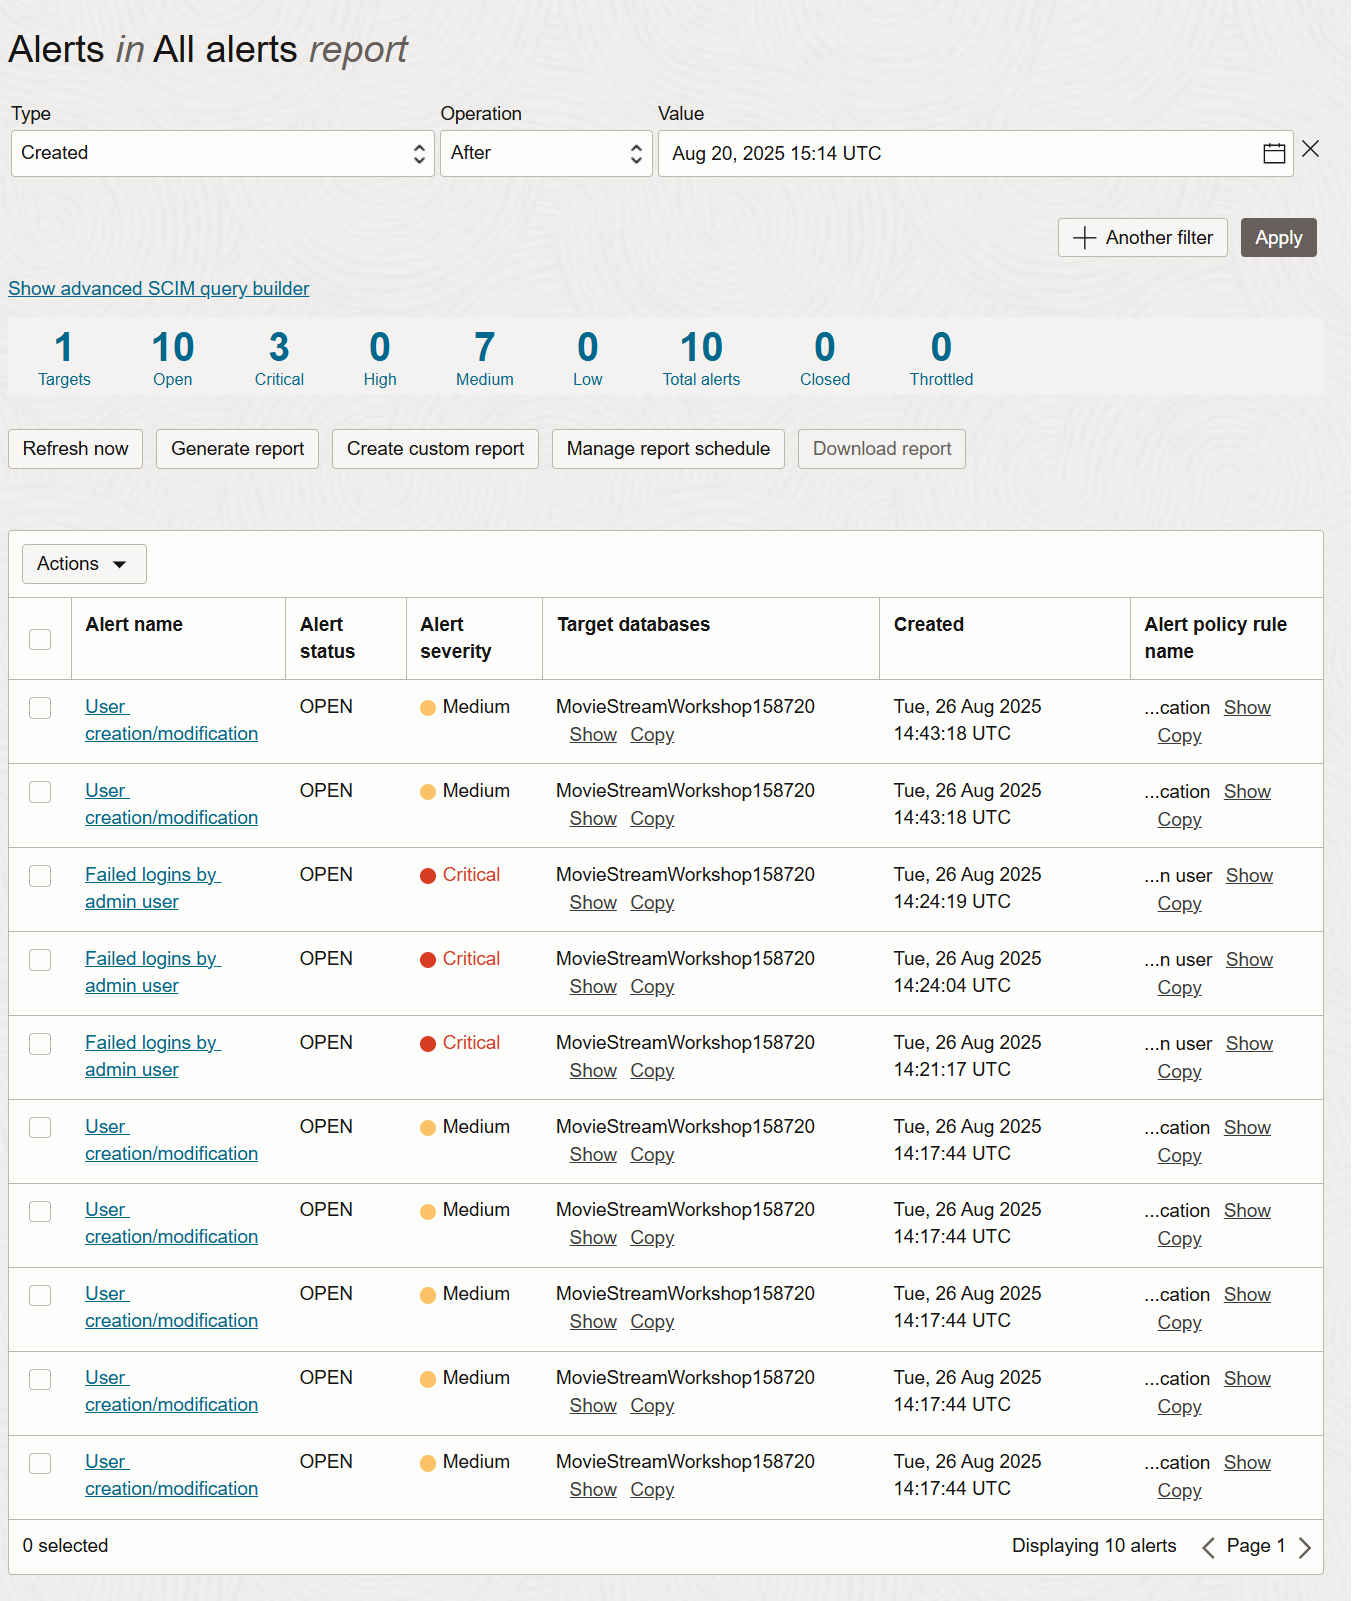 Alerts in All alerts report
Type Operation Value
Created After Aug 20, 2025 15:14 UTC
Another filter Apply
Show advanced SCIM query builder
1 10 3 0 7 0 10 0 0
Targets Open Critical High Medium Low Total alerts Closed Throttled
Refresh now Generate report Create custom report Manage report schedule Download report
Actions
Alert name Alert status Alert severity Target databases Created Alert policy rule name
User OPEN Medium MovieStreamWorkshop158720 Tue, 26 Aug 2025 ...cation Show
creation/modification Show Copy 14:43:18 UTC Copy
User OPEN Medium MovieStreamWorkshop158720 Tue, 26 Aug 2025 ...cation Show
creation/modification Show Copy 14:43:18 UTC Copy
Failed logins by OPEN Critical MovieStreamWorkshop158720 Tue, 26 Aug 2025 ...n user Show
admin user Show Copy 14:24:19 UTC Copy
Failed logins by OPEN Critical MovieStreamWorkshop158720 Tue, 26 Aug 2025 ...n user Show
admin user Show Copy 14:24:04 UTC Copy
Failed logins by OPEN Critical MovieStreamWorkshop158720 Tue, 26 Aug 2025 ...n user Show
admin user Show Copy 14:21:17 UTC Copy
User OPEN Medium MovieStreamWorkshop158720 Tue, 26 Aug 2025 ...cation Show
creation/modification Show Copy 14:17:44 UTC Copy
User OPEN Medium MovieStreamWorkshop158720 Tue, 26 Aug 2025 ...cation Show
creation/modification Show Copy 14:17:44 UTC Copy
User OPEN Medium MovieStreamWorkshop158720 Tue, 26 Aug 2025 ...cation Show
creation/modification Show Copy 14:17:44 UTC Copy
User OPEN Medium MovieStreamWorkshop158720 Tue, 26 Aug 2025 ...cation Show
creation/modification Show Copy 14:17:44 UTC Copy
User OPEN Medium MovieStreamWorkshop158720 Tue, 26 Aug 2025 ...cation Show
creation/modification Show Copy 14:17:44 UTC Copy
0 selected Displaying 10 alerts Page 1